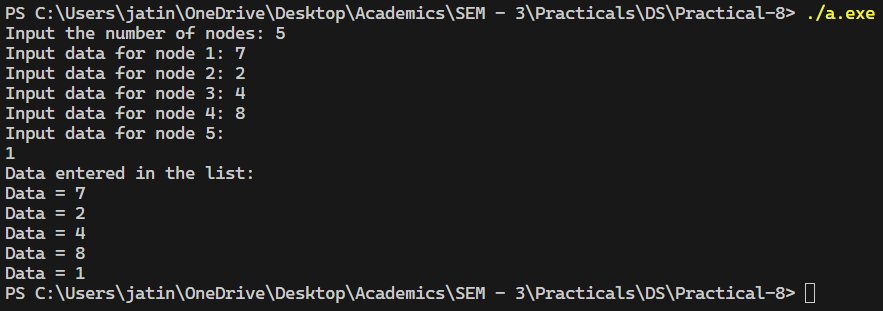 PS C:\Users\jatin\OneDrive\Desktop\Academics\SEM - 3\Practicals\DS\Practical-8> ./a.exe
Input the number of nodes: 5
Input data for node 1: 7
Input data for node 2: 2
Input data for node 3: 4
Input data for node 4: 8
Input data for node 5:
1
Data entered in the list:
Data = 7
Data = 2
Data = 4
Data = 8
Data = 1
PS C:\Users\jatin\OneDrive\Desktop\Academics\SEM - 3\Practicals\DS\Practical-8>